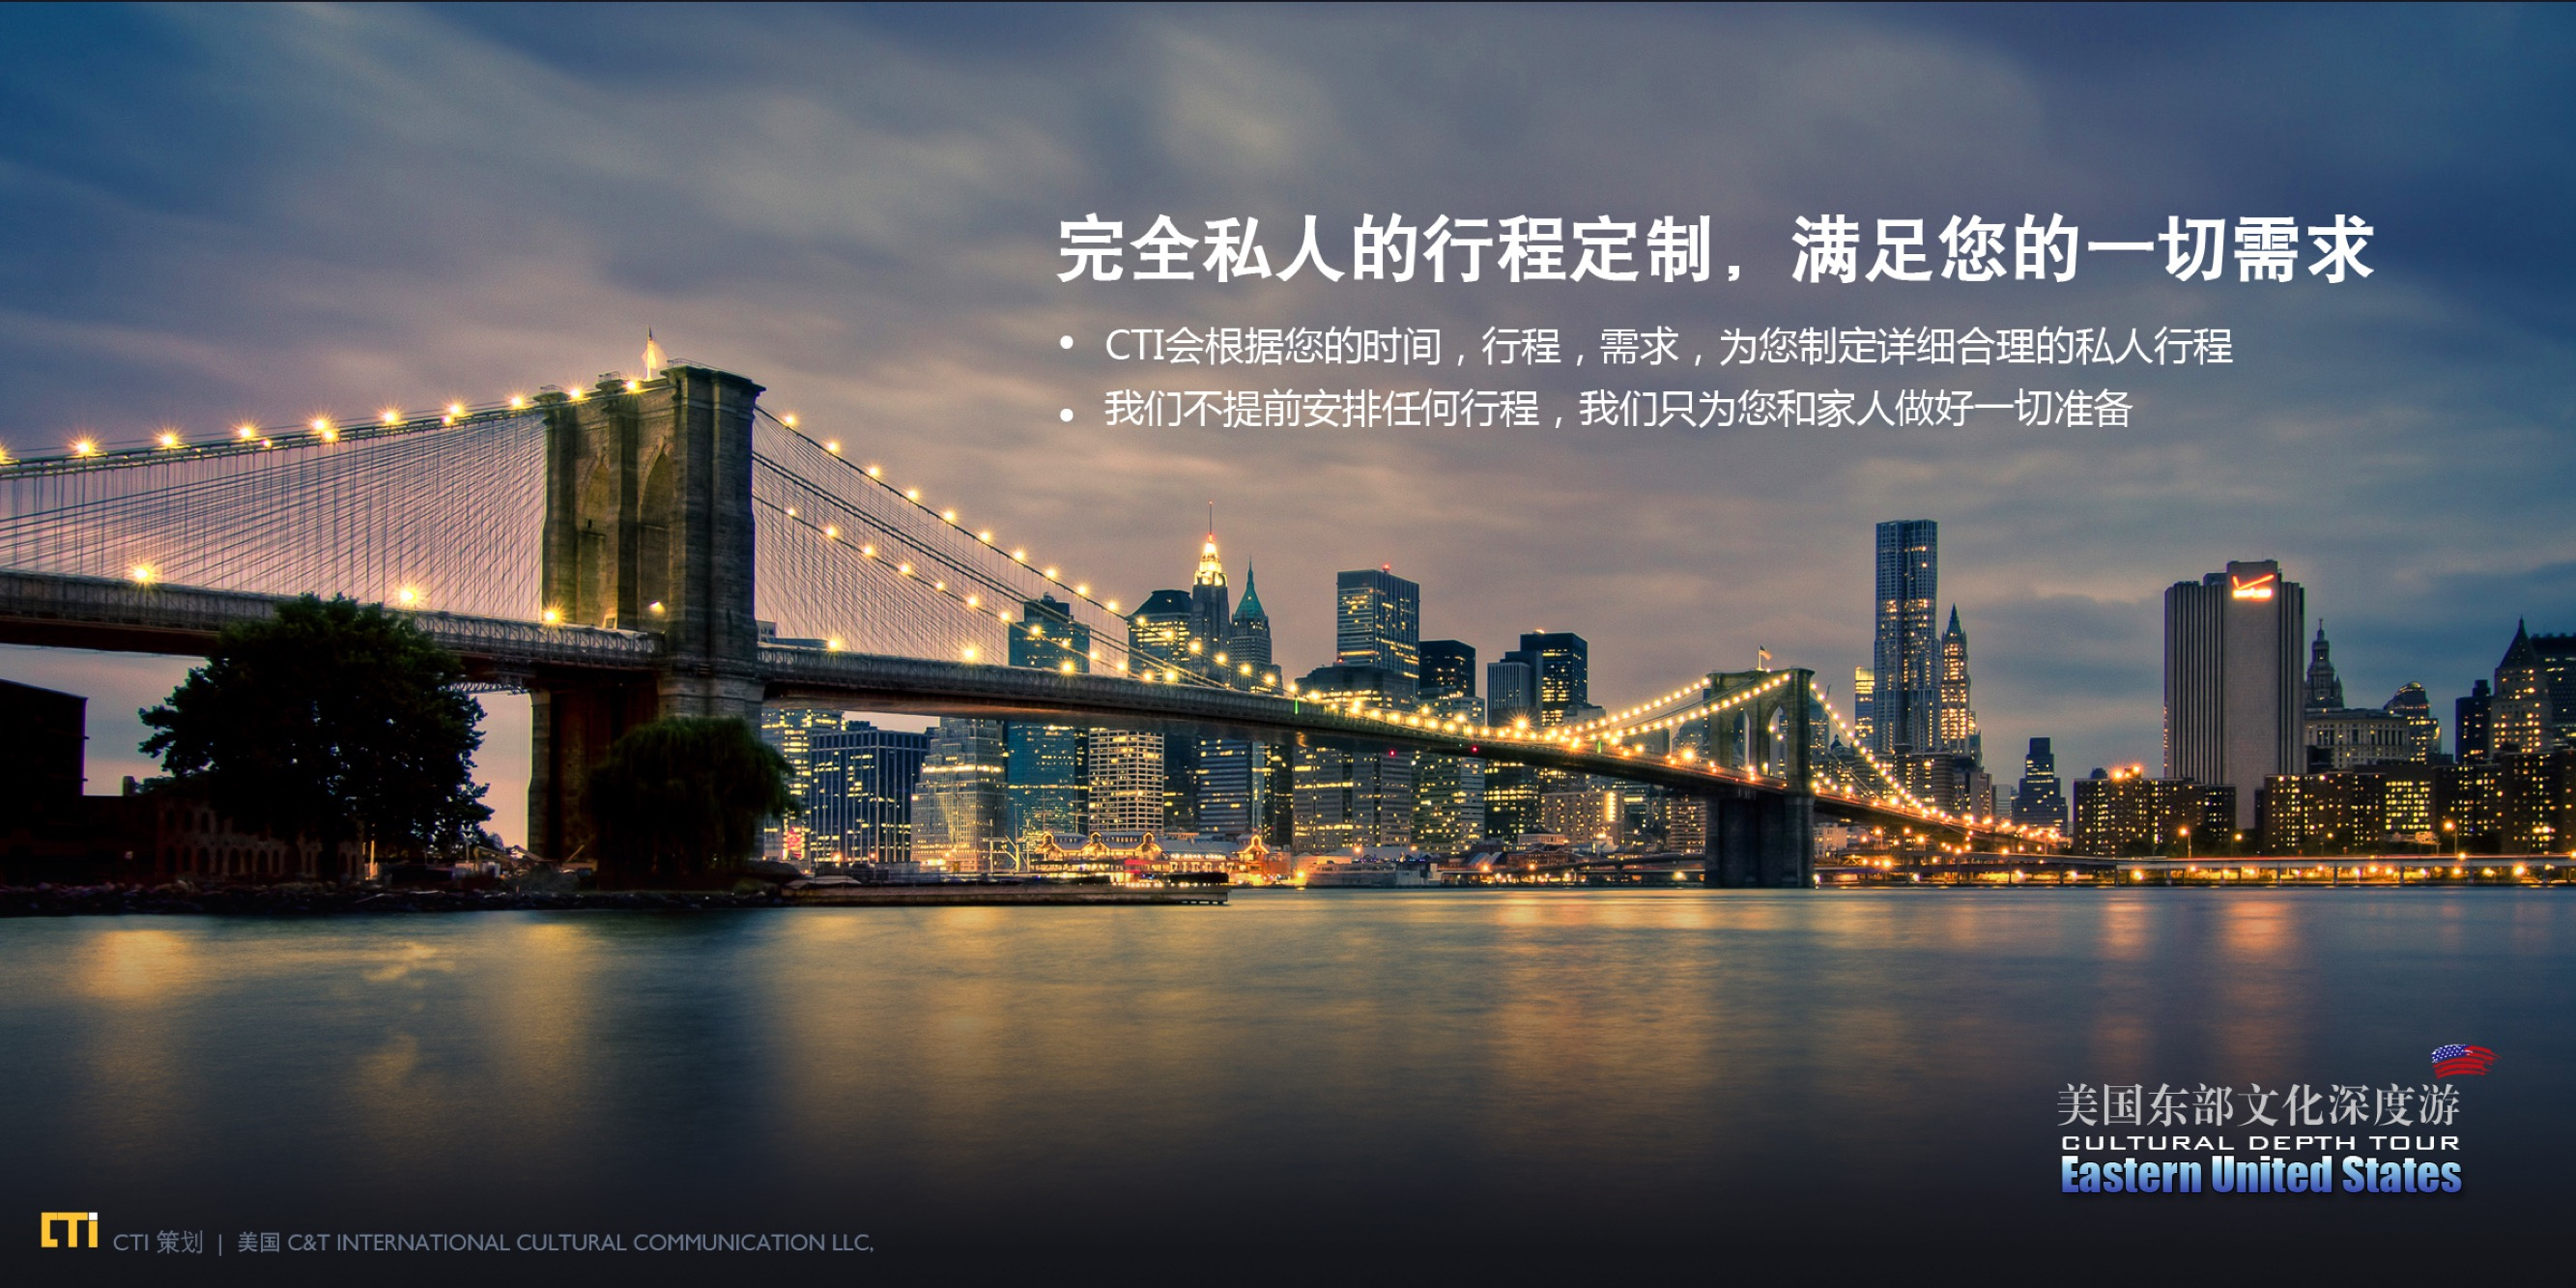 完全私人的行程定制，满足您的一切需求
• CTI会根据您的时间，行程，需求，为您制定详细合理的私人行程
• 我们不提前安排任何行程，我们只为您和家人做好一切准备
美国东部文化深度游
CULTURAL DEPTH TOUR
Eastern United States
CTi CTI 策划 | 美国 C&T INTERNATIONAL CULTURAL COMMUNICATION LLC,